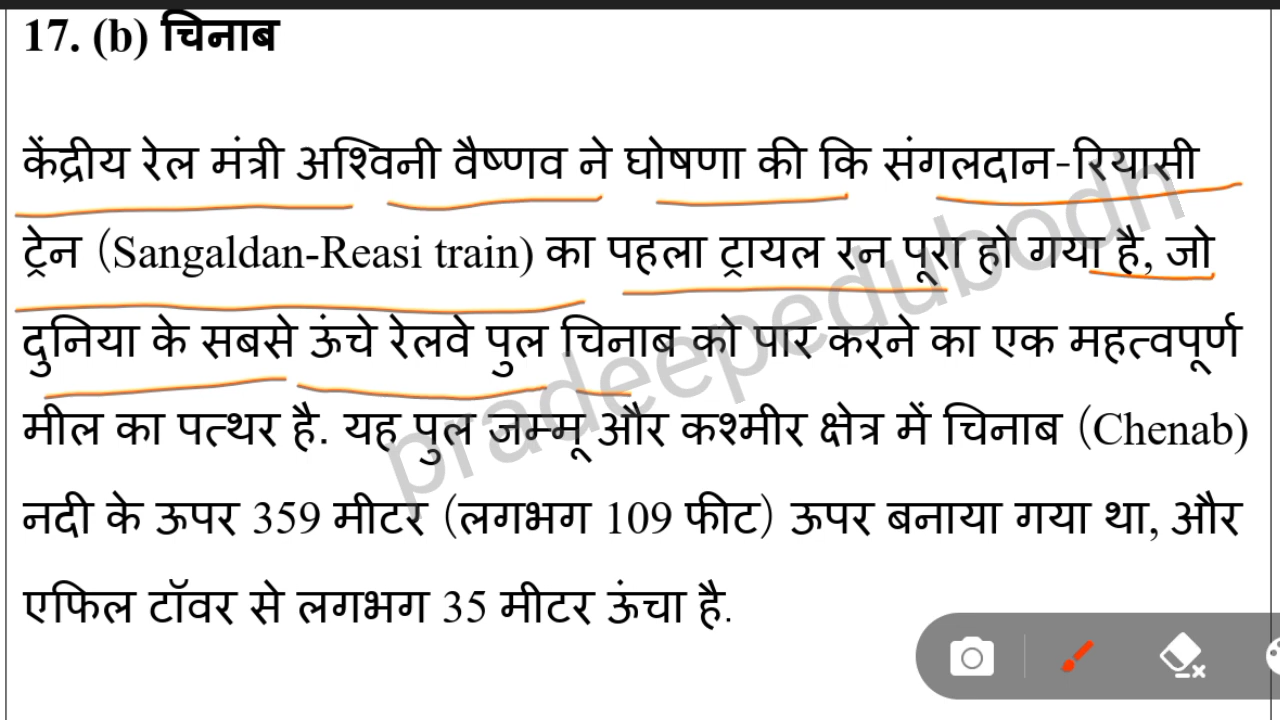 17. (b) चिनाब
केंद्रीय रेल मंत्री अश्विनी वैष्णव ने घोषणा की कि संगलदान-रियासी
ट्रेन (Sangaldan-Reasi train) का पहला ट्रायल रन पूरा हो गया है, जो
दुनिया के सबसे ऊंचे रेलवे पुल चिनाब को पार करने का एक महत्वपूर्ण
मील का पत्थर है. यह पुल जम्मू और कश्मीर क्षेत्र में चिनाब (Chenab)
नदी के ऊपर 359 मीटर (लगभग 109 फीट) ऊपर बनाया गया था, और
एफिल टॉवर से लगभग 35 मीटर ऊंचा है.
pradeepedubodh